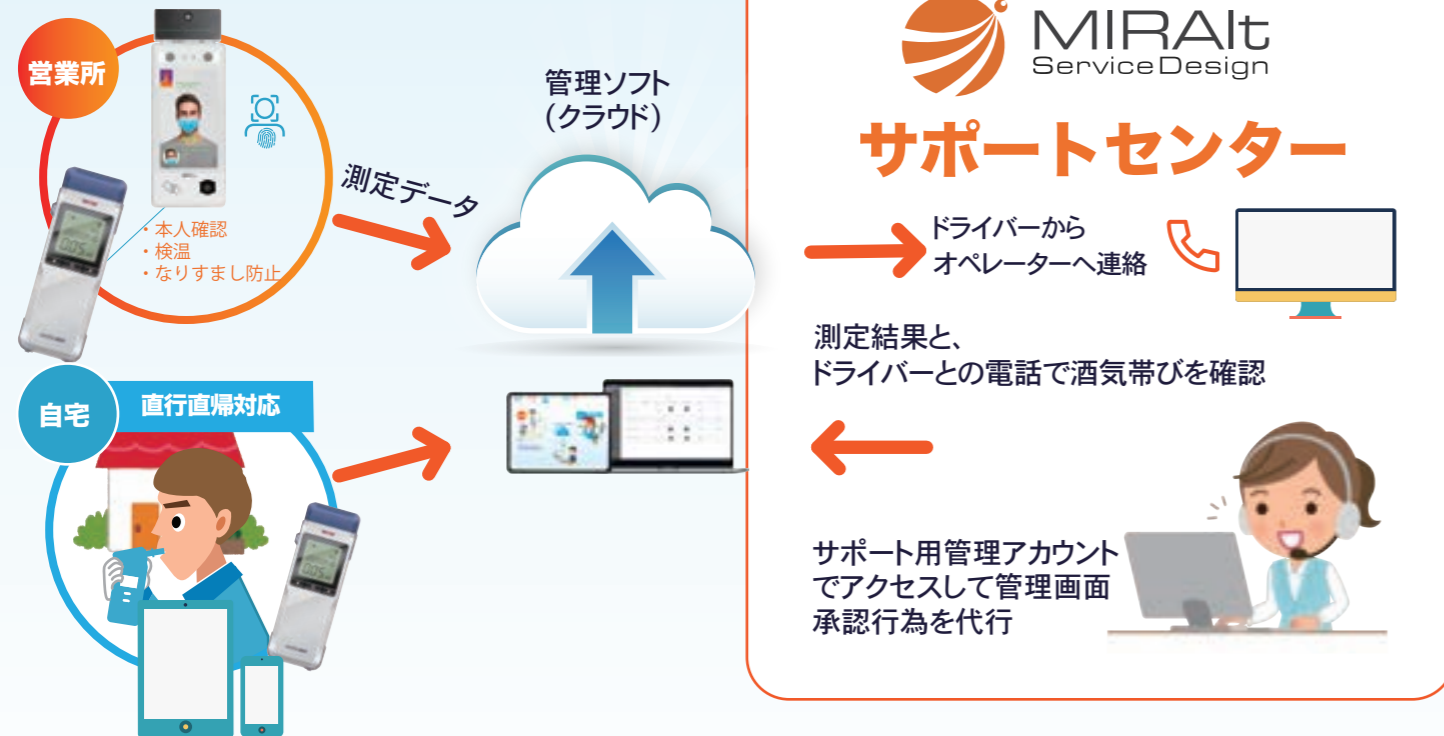 営業所
・本人確認
・検温
・なりすまし防止
測定データ
管理ソフト
(クラウド)
自宅
直行直帰対応
MIRAIt
ServiceDesign
サポートセンター
ドライバーから
オペレーターへ連絡
測定結果と、
ドライバーとの電話で酒気帯びを確認
サポート用管理アカウント
でアクセスして管理画面
承認行為を代行